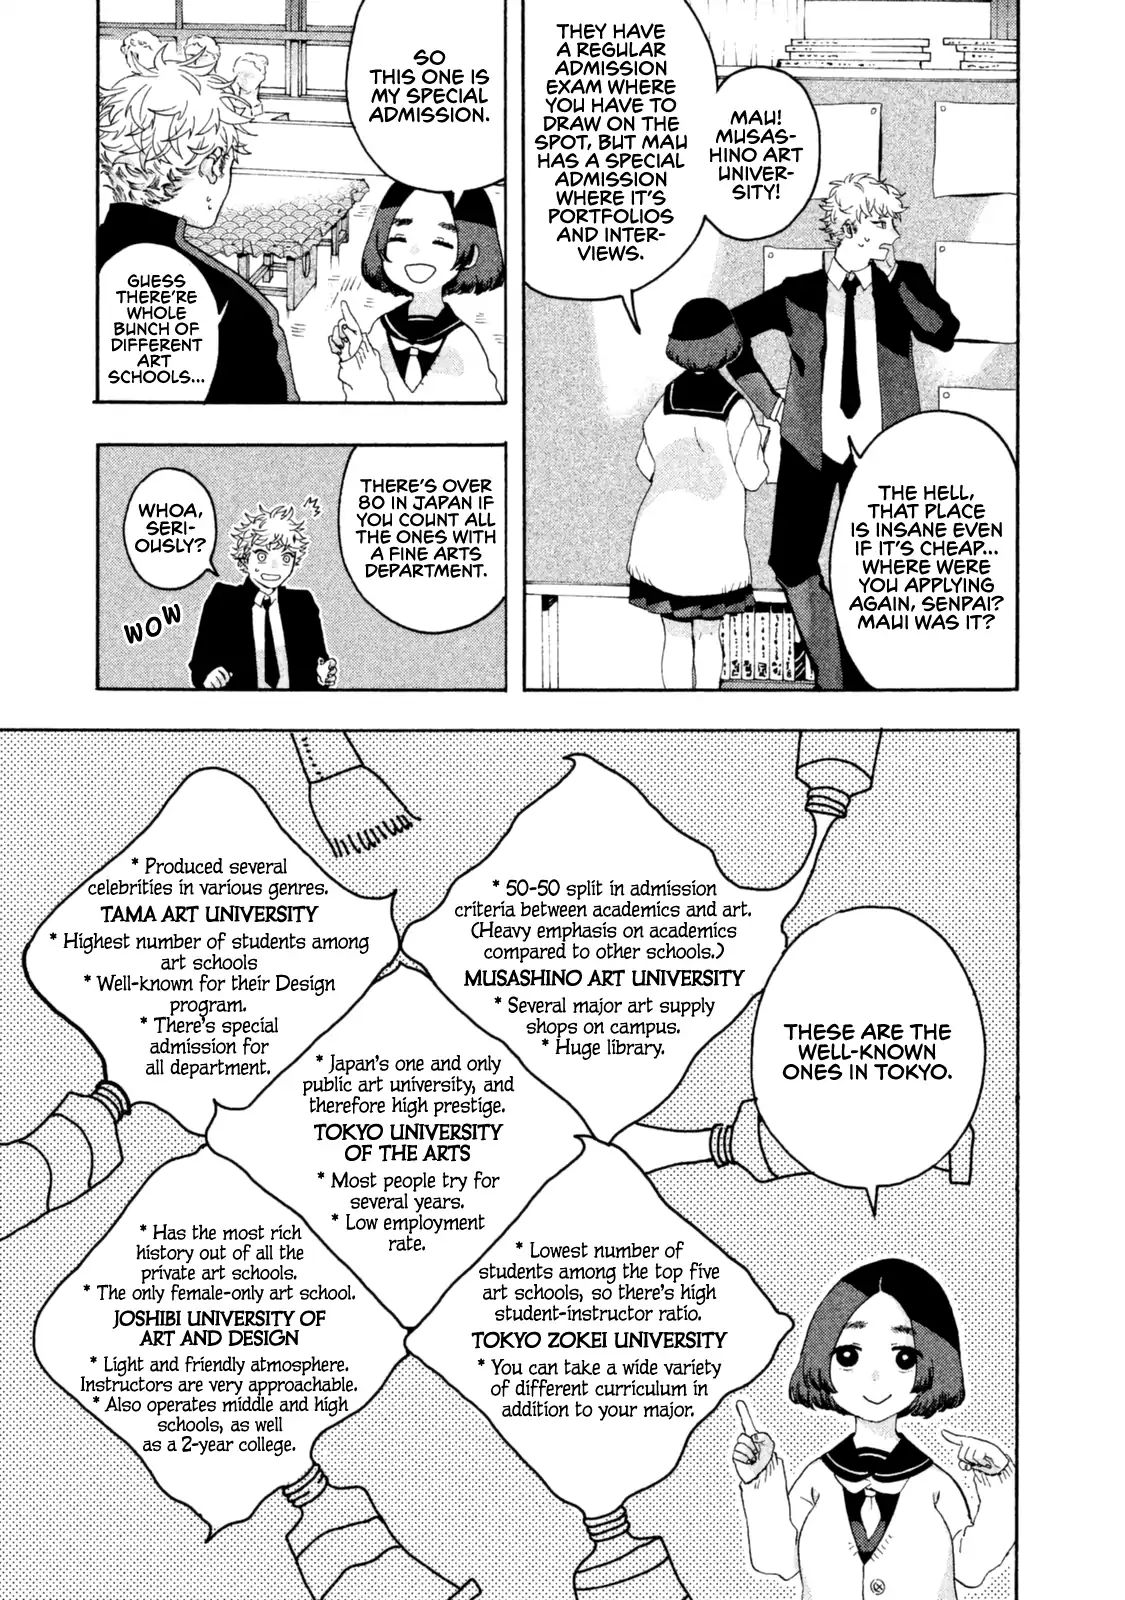 MAU!
MUSAS-
HINO ART
UNIVER-
SITY!
THEY HAVE
A REGULAR
ADMISSION
EXAM WHERE
YOU HAVE TO
DRAW ON THE
SPOT, BUT MAU
HAS A SPECIAL
ADMISSION
WHERE IT'S
PORTFOLIOS
AND INTER-
VIEWS.
THE HELL,
THAT PLACE
IS INSANE EVEN
IF IT'S CHEAP...
WHERE WERE
YOU APPLYING
AGAIN, SENPAI?
MAUI WAS IT?
SO
THIS ONE IS
MY SPECIAL
ADMISSION.
GUESS
THERE'RE
WHOLE
BUNCH OF
DIFFERENT
ART
SCHOOLS...
THERE'S OVER
80 IN JAPAN IF
YOU COUNT ALL
THE ONES WITH
A FINE ARTS
DEPARTMENT.
WHOA,
SERI-
OUSLY?
WOW
THESE ARE THE
WELL-KNOWN
ONES IN TOKYO.
* 50-50 split in admission
criteria between academics and art.
(Heavy emphasis on academics
compared to other schools.)
MUSASHINO ART UNIVERSITY
* Several major art supply
shops on campus.
* Huge library.
* Produced several
celebrities in various genres.
TAMA ART UNIVERSITY
* Highest number of students among
art schools
* Well-known for their Design
program.
* There's special
admission for
all department.
* Japan's one and only
public art university, and
therefore high prestige.
TOKYO UNIVERSITY
OF THE ARTS
* Most people try for
several years.
* Low employment
rate.
* Lowest number of
students among the top five
art schools, so there's high
student-instructor ratio.
TOKYO ZOKEI UNIVERSITY
* You can take a wide variety
of different curriculum in
addition to your major.
* Has the most rich
history out of all the
private art schools.
* The only female-only art school.
JOSHIBI UNIVERSITY OF
ART AND DESIGN
* Light and friendly atmosphere.
Instructors are very approachable.
* Also operates middle and high
schools, as well
as a 2-year college.